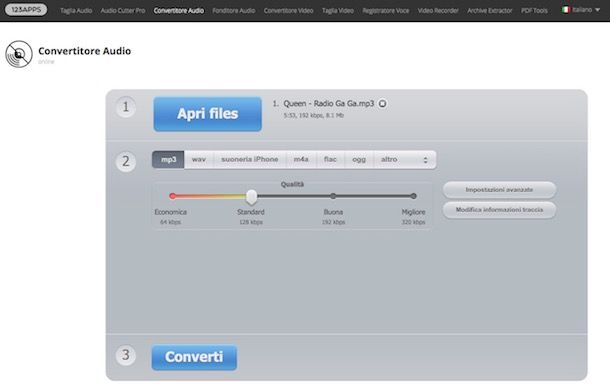 123APPS Taglia Audio Audio Cutter Pro Convertitore Audio Fonditore Audio Convertitore Video Taglia Video Registratore Voce Video Recorder Archive Extractor PDF Tools Italiano
Convertitore Audio
online
1 Apri files 1. Queen - Radio Ga Ga.mp3
5:53, 192 kbps, 8.1 Mb
2 mp3 wav suoneria iPhone m4a flac ogg altro
Qualità
Impostazioni avanzate
Economica Standard Buona Migliore
64 kbps 128 kbps 192 kbps 320 kbps
Modifica informazioni traccia
3 Converti